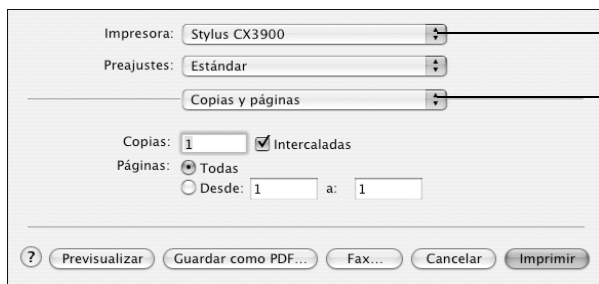 Impresora: Stylus CX3900
Preajustes: Estándar
Copias y páginas
Copias: 1 Intercaladas
Páginas: Todas
Desde: 1 a: 1
? Previsualizar Guardar como PDF... Fax... Cancelar Imprimir